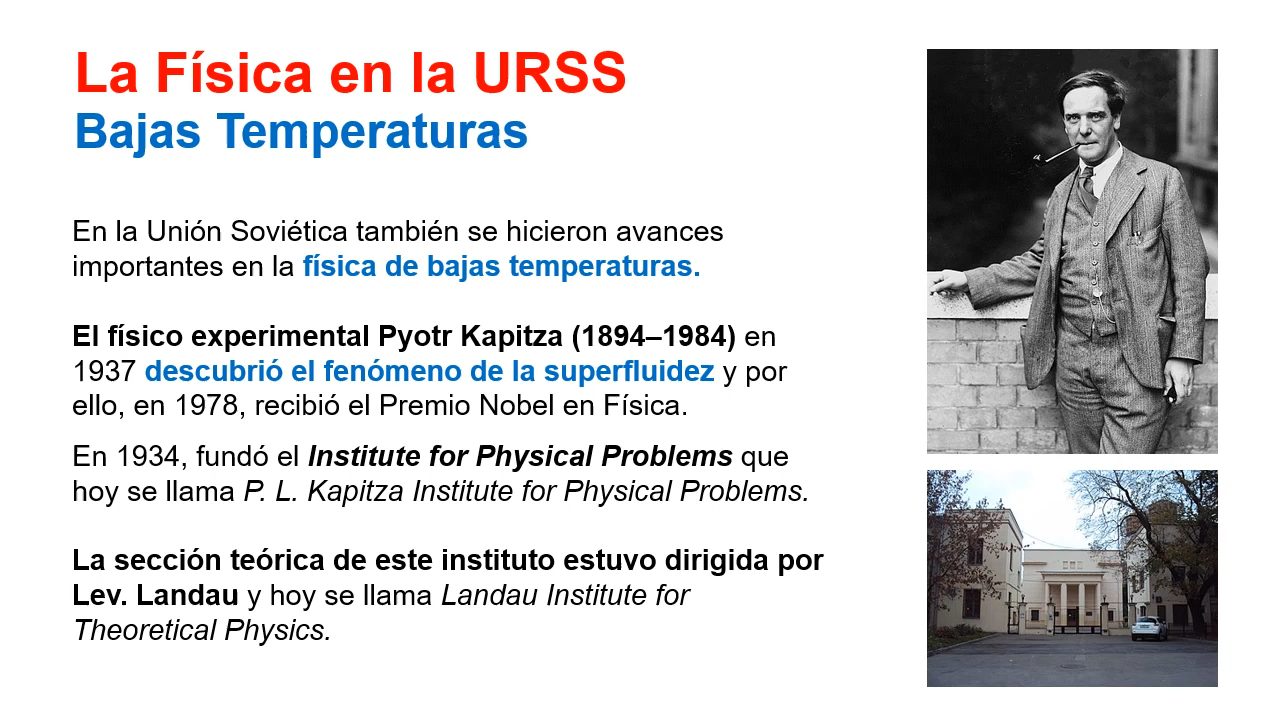 La Física en la URSS
Bajas Temperaturas
En la Unión Soviética también se hicieron avances
importantes en la física de bajas temperaturas.
El físico experimental Pyotr Kapitza (1894–1984) en
1937 descubrió el fenómeno de la superfluidez y por
ello, en 1978, recibió el Premio Nobel en Física.
En 1934, fundó el Institute for Physical Problems que
hoy se llama P. L. Kapitza Institute for Physical Problems.
La sección teórica de este instituto estuvo dirigida por
Lev. Landau y hoy se llama Landau Institute for
Theoretical Physics.